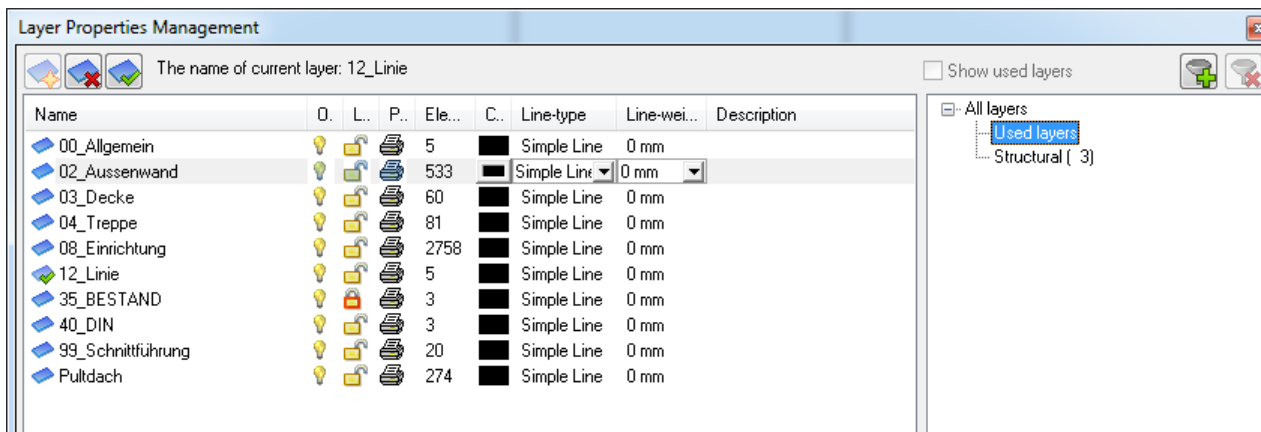 Layer Properties Management
The name of current layer: 12_Linie
Show used layers
Name O. L.. P.. Ele... C.. Line-type Line-wei... Description
00_Allgemein 5 Simple Line 0 mm
02_Aussenwand 533 Simple Line 0 mm
03_Decke 60 Simple Line 0 mm
04_Treppe 81 Simple Line 0 mm
08_Einrichtung 2758 Simple Line 0 mm
12_Linie 5 Simple Line 0 mm
35_BESTAND 3 Simple Line 0 mm
40_DIN 3 Simple Line 0 mm
99_Schnittführung 20 Simple Line 0 mm
Pultdach 274 Simple Line 0 mm
All layers
Used layers
Structural ( 3)